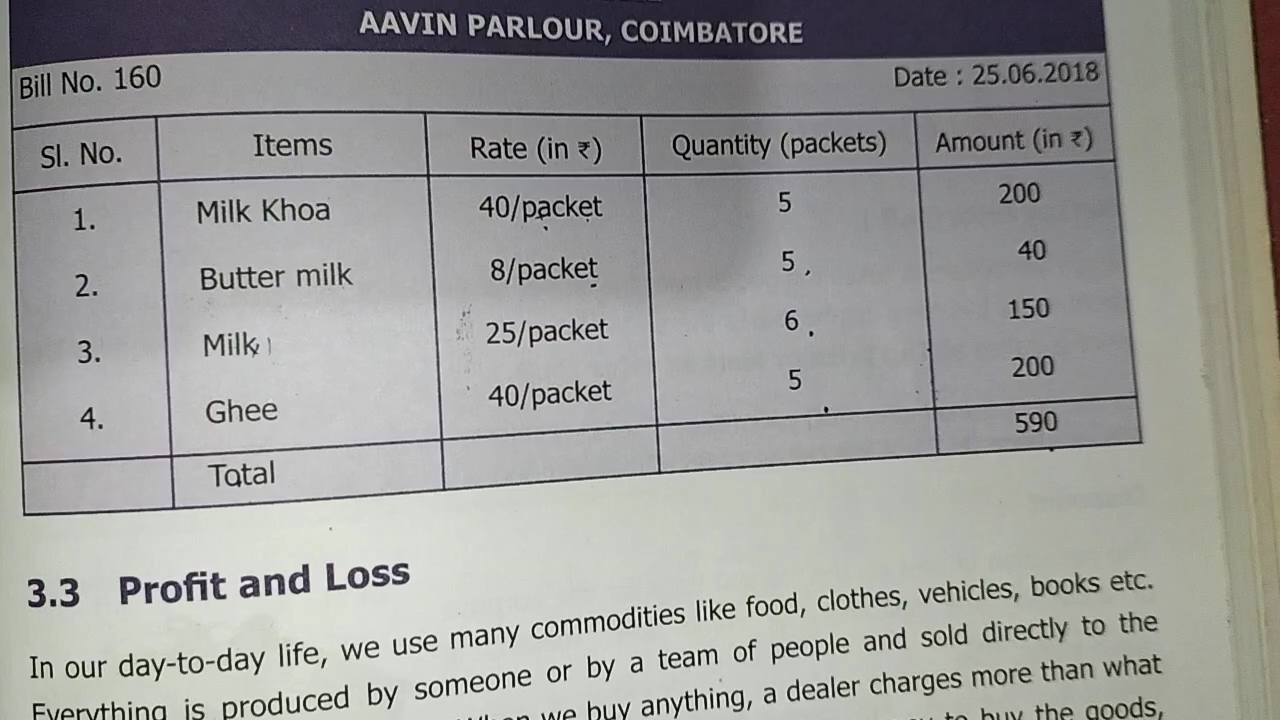 AAVIN PARLOUR, COIMBATORE
Bill No. 160 Date : 25.06.2018
Sl. No. Items Rate (in ₹) Quantity (packets) Amount (in ₹)
1. Milk Khoa 40/packet 5 200
2. Butter milk 8/packet 5 40
3. Milk 25/packet 6 150
4. Ghee 40/packet 5 200
Total 590
3.3 Profit and Loss
In our day-to-day life, we use many commodities like food, clothes, vehicles, books etc.
Everything is produced by someone or by a team of people and sold directly to the
we buy anything, a dealer charges more than what
to buy the goods,